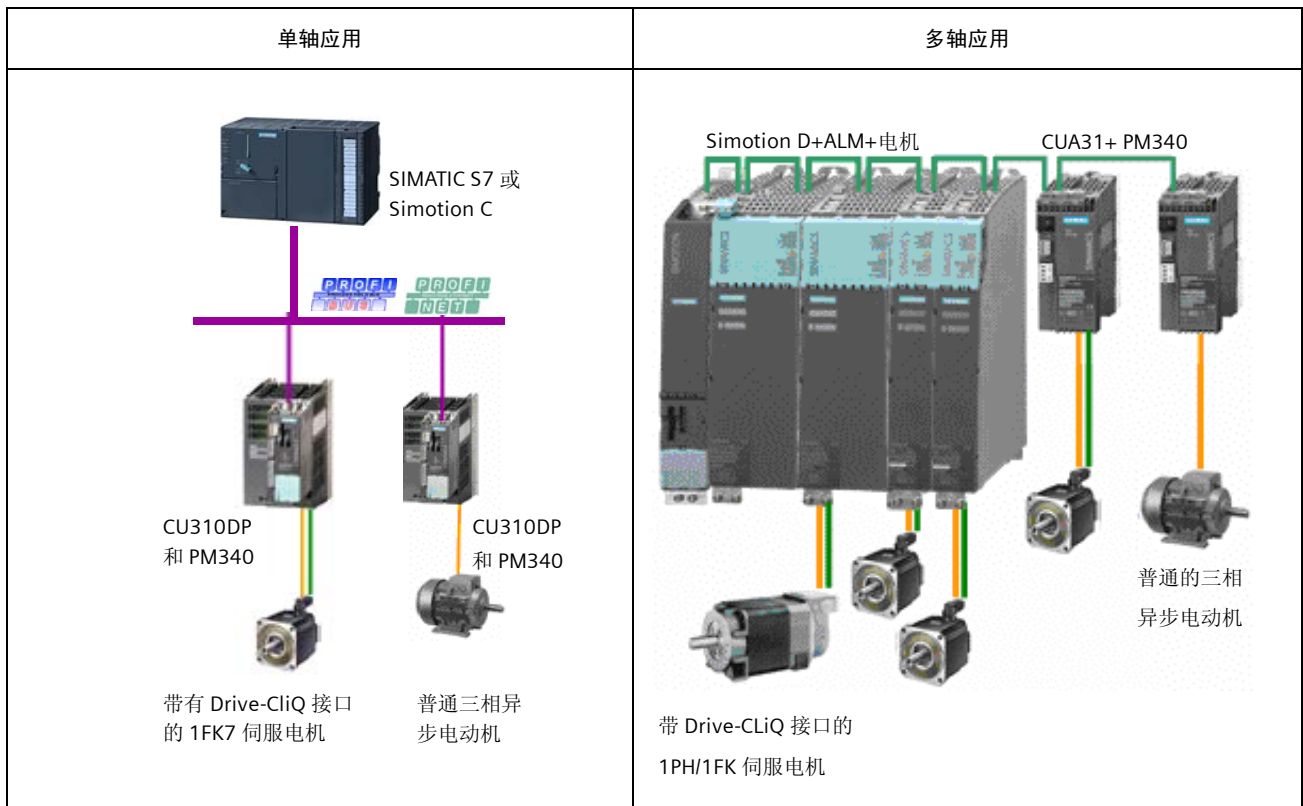 单轴应用
多轴应用
SIMATIC S7 或
Simotion C
PROFI
BUS
PROFI
NET
CU310DP
和 PM340
CU310DP
和 PM340
带有 Drive-CliQ 接口
的 1FK7 伺服电机
普通三相异
步电动机
Simotion D+ALM+电机
CUA31+ PM340
普通的三相
异步电动机
带 Drive-CLiQ 接口的
1PH/1FK 伺服电机